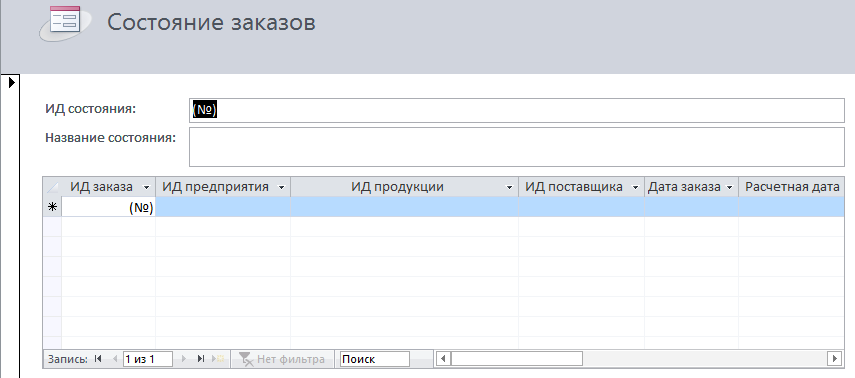 Состояние заказов
ИД состояния: (№)
Название состояния:
ИД заказа ИД предприятия ИД продукции ИД поставщика Дата заказа Расчетная дата
(№)
Запись: 1 из 1 Нет фильтра Поиск